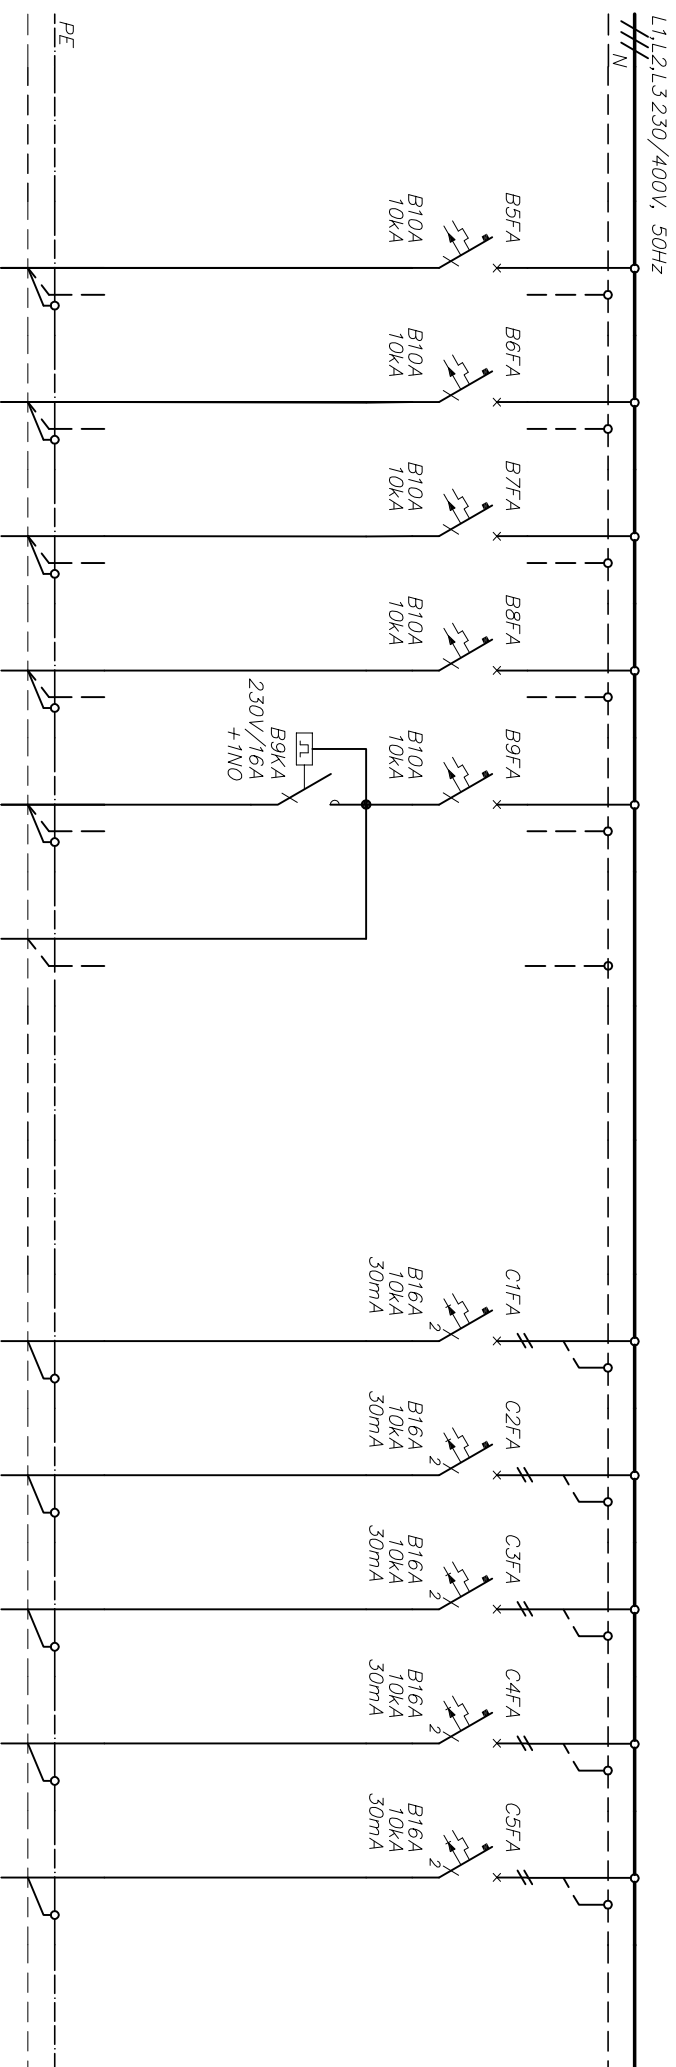 L1,L2,L3 230/400V, 50Hz
N
PE
B5FA
B10A
10kA
B6FA
B10A
10kA
B7FA
B10A
10kA
B8FA
B10A
10kA
B9FA
B10A
10kA
B9KA
230V/16A
+1NO
C1FA
B16A
10kA
30mA
2
C2FA
B16A
10kA
30mA
2
C3FA
B16A
10kA
30mA
2
C4FA
B16A
10kA
30mA
2
C5FA
B16A
10kA
30mA
2